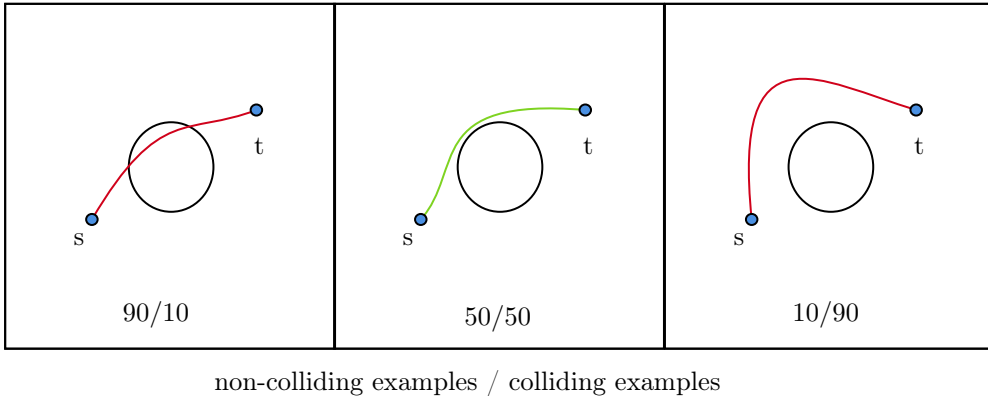 t
s
90/10
t
s
50/50
t
s
10/90
non-colliding examples / colliding examples